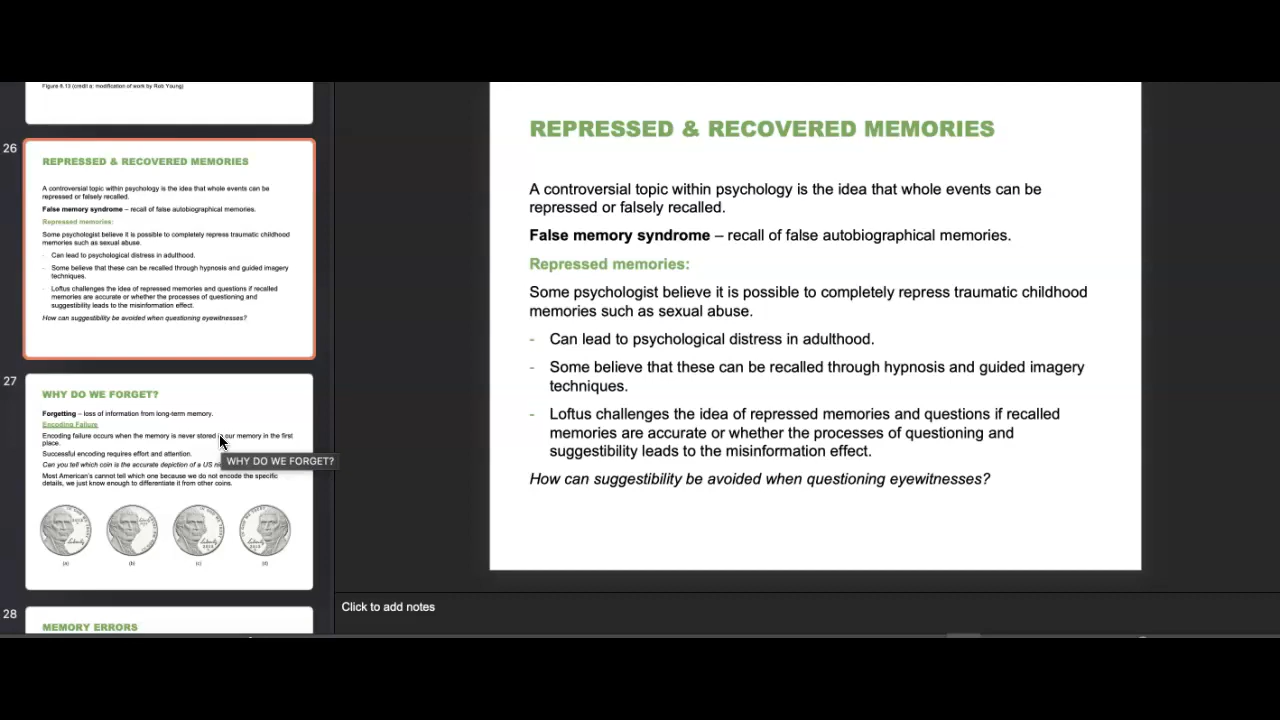 Figure 8.13 (credit a: modification of work by Rob Young)
26
REPRESSED & RECOVERED MEMORIES
A controversial topic within psychology is the idea that whole events can be
repressed or falsely recalled.
False memory syndrome – recall of false autobiographical memories.
Repressed memories:
Some psychologist believe it is possible to completely repress traumatic childhood
memories such as sexual abuse.
- Can lead to psychological distress in adulthood.
- Some believe that these can be recalled through hypnosis and guided imagery
techniques.
- Loftus challenges the idea of repressed memories and questions if recalled
memories are accurate or whether the processes of questioning and
suggestibility leads to the misinformation effect.
How can suggestibility be avoided when questioning eyewitnesses?
27
WHY DO WE FORGET?
Forgetting – loss of information from long-term memory.
Encoding Failure
Encoding failure occurs when the memory is never stored in our memory in the first
place.
Successful encoding requires effort and attention.
Can you tell which coin is the accurate depiction of a US
WHY DO WE FORGET?
Most American's cannot tell which one because we do not encode the specific
details, we just know enough to differentiate it from other coins.
(a) (b) (c) (d)
28
MEMORY ERRORS
REPRESSED & RECOVERED MEMORIES
A controversial topic within psychology is the idea that whole events can be
repressed or falsely recalled.
False memory syndrome – recall of false autobiographical memories.
Repressed memories:
Some psychologist believe it is possible to completely repress traumatic childhood
memories such as sexual abuse.
- Can lead to psychological distress in adulthood.
- Some believe that these can be recalled through hypnosis and guided imagery
techniques.
- Loftus challenges the idea of repressed memories and questions if recalled
memories are accurate or whether the processes of questioning and
suggestibility leads to the misinformation effect.
How can suggestibility be avoided when questioning eyewitnesses?
Click to add notes